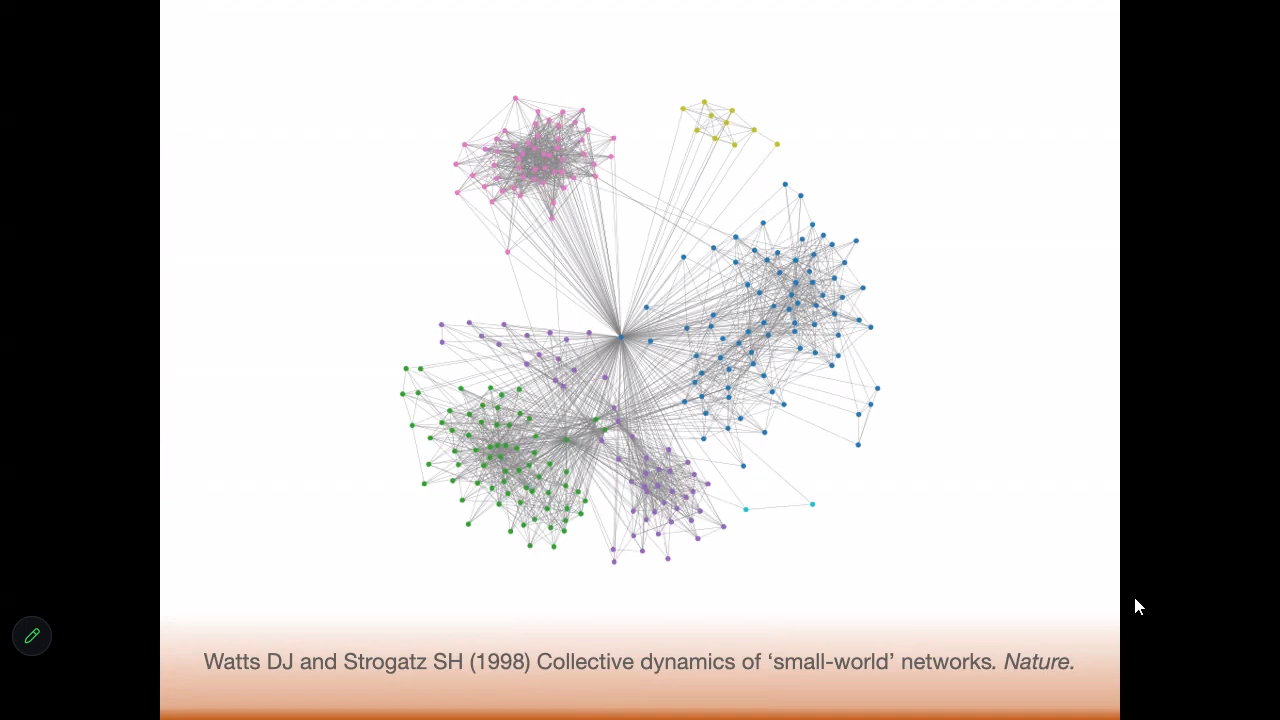 Watts DJ and Strogatz SH (1998) Collective dynamics of ‘small-world’ networks. Nature.